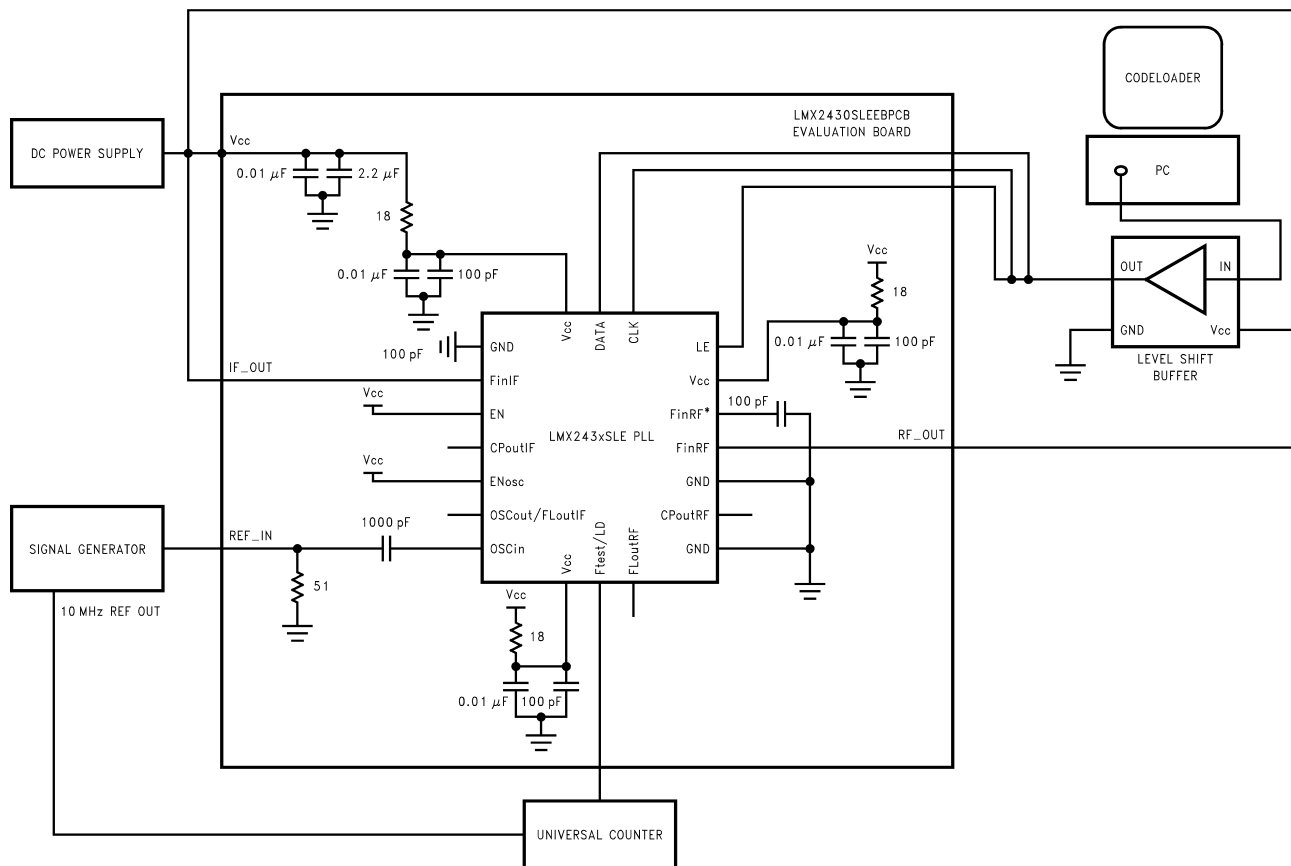 CODELOADER
LMX2430SLEEBPCB
EVALUATION BOARD
DC POWER SUPPLY
Vcc
PC
0.01 µF
2.2 µF
18
Vcc
OUT
IN
0.01 µF
100 pF
18
GND
Vcc
LEVEL SHIFT
BUFFER
Vcc
DATA
CLK
0.01 µF
100 pF
100 pF
GND
LE
IF_OUT
FinIF
Vcc
Vcc
EN
FinRF*
100 pF
LMX243xSLE PLL
RF_OUT
CPoutIF
FinRF
Vcc
ENosc
GND
OSCout/FLoutIF
CPoutRF
1000 pF
SIGNAL GENERATOR
REF_IN
OSCin
GND
Vcc
Ftest/LD
FLoutRF
51
10 MHz REF OUT
Vcc
18
0.01 µF
100 pF
UNIVERSAL COUNTER